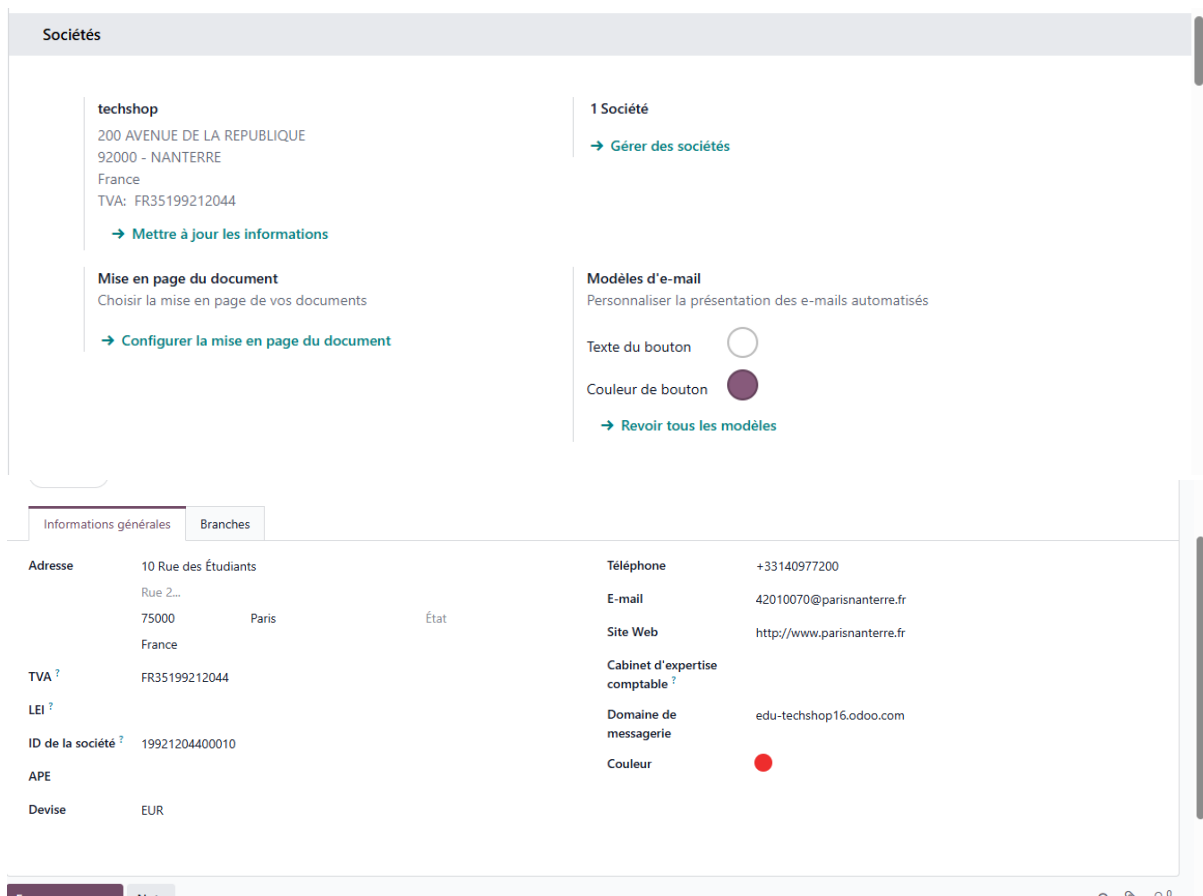 Sociétés
techshop
200 AVENUE DE LA REPUBLIQUE
92000 - NANTERRE
France
TVA: FR35199212044
→ Mettre à jour les informations
1 Société
→ Gérer des sociétés
Mise en page du document
Choisir la mise en page de vos documents
→ Configurer la mise en page du document
Modèles d'e-mail
Personnaliser la présentation des e-mails automatisés
Texte du bouton
Couleur de bouton
→ Revoir tous les modèles
Informations générales Branches
Adresse 10 Rue des Étudiants
Rue 2...
75000 Paris État
France
TVA ? FR35199212044
LEI ?
ID de la société ? 19921204400010
APE
Devise EUR
Téléphone +33140977200
E-mail 42010070@parisnanterre.fr
Site Web http://www.parisnanterre.fr
Cabinet d'expertise
comptable ?
Domaine de edu-techshop16.odoo.com
messagerie
Couleur